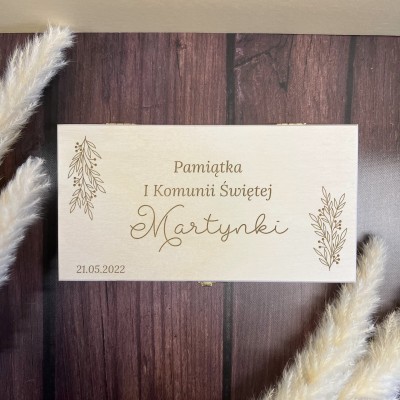 Pamiątka
I Komunii Świętej
Martynki
21.05.2022